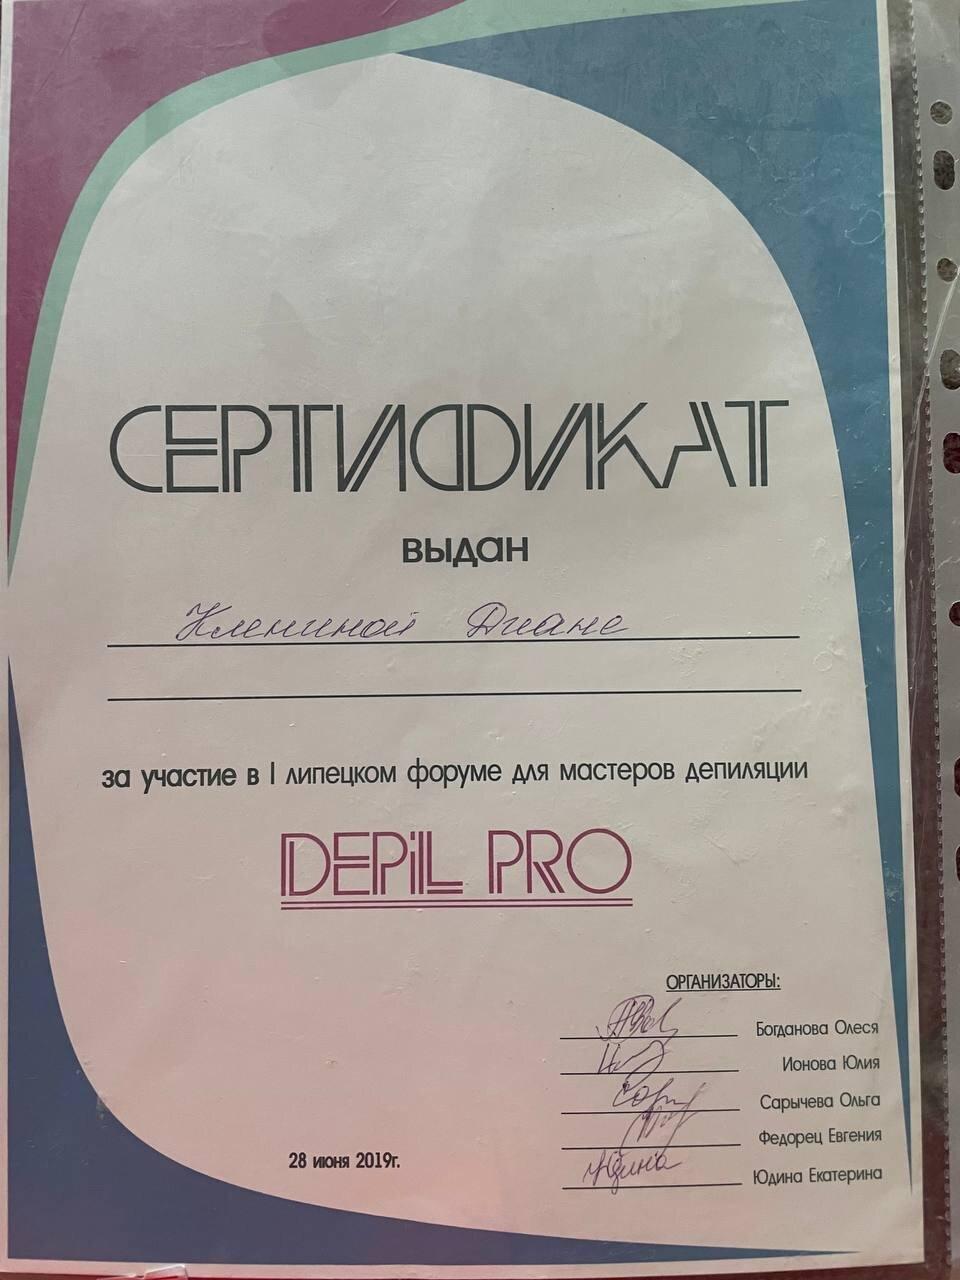 СЕРТИФИКАТ
выдан
Клениной Диане
за участие в I липецком форуме для мастеров депиляции
DEPIL PRO
ОРГАНИЗАТОРЫ:
Богданова Олеся
Ионова Юлия
Сарычева Ольга
Федорец Евгения
Юдина Екатерина
28 июня 2019г.